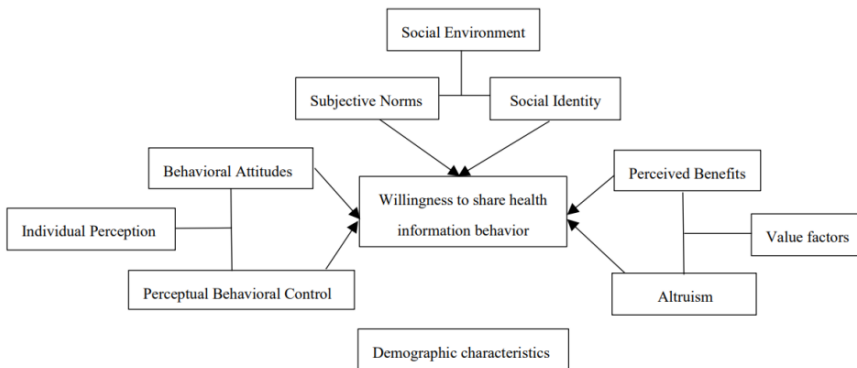 Social Environment
Subjective Norms
Social Identity
Behavioral Attitudes
Perceived Benefits
Willingness to share health
information behavior
Individual Perception
Value factors
Perceptual Behavioral Control
Altruism
Demographic characteristics